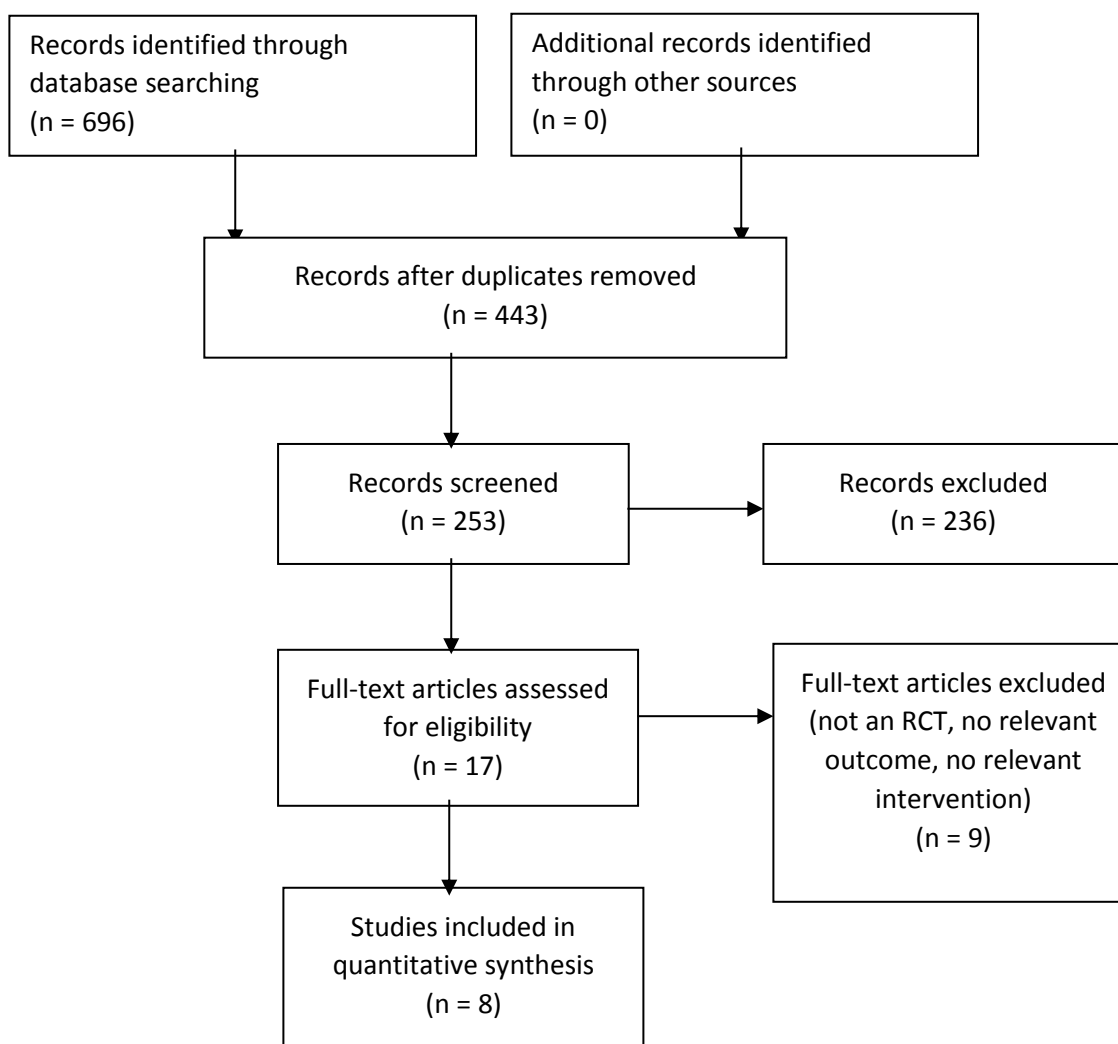 Records identified through
database searching
(n = 696)
Additional records identified
through other sources
(n = 0)
Records after duplicates removed
(n = 443)
Records screened
(n = 253)
Records excluded
(n = 236)
Full-text articles assessed
for eligibility
(n = 17)
Full-text articles excluded
(not an RCT, no relevant
outcome, no relevant
intervention)
(n = 9)
Studies included in
quantitative synthesis
(n = 8)